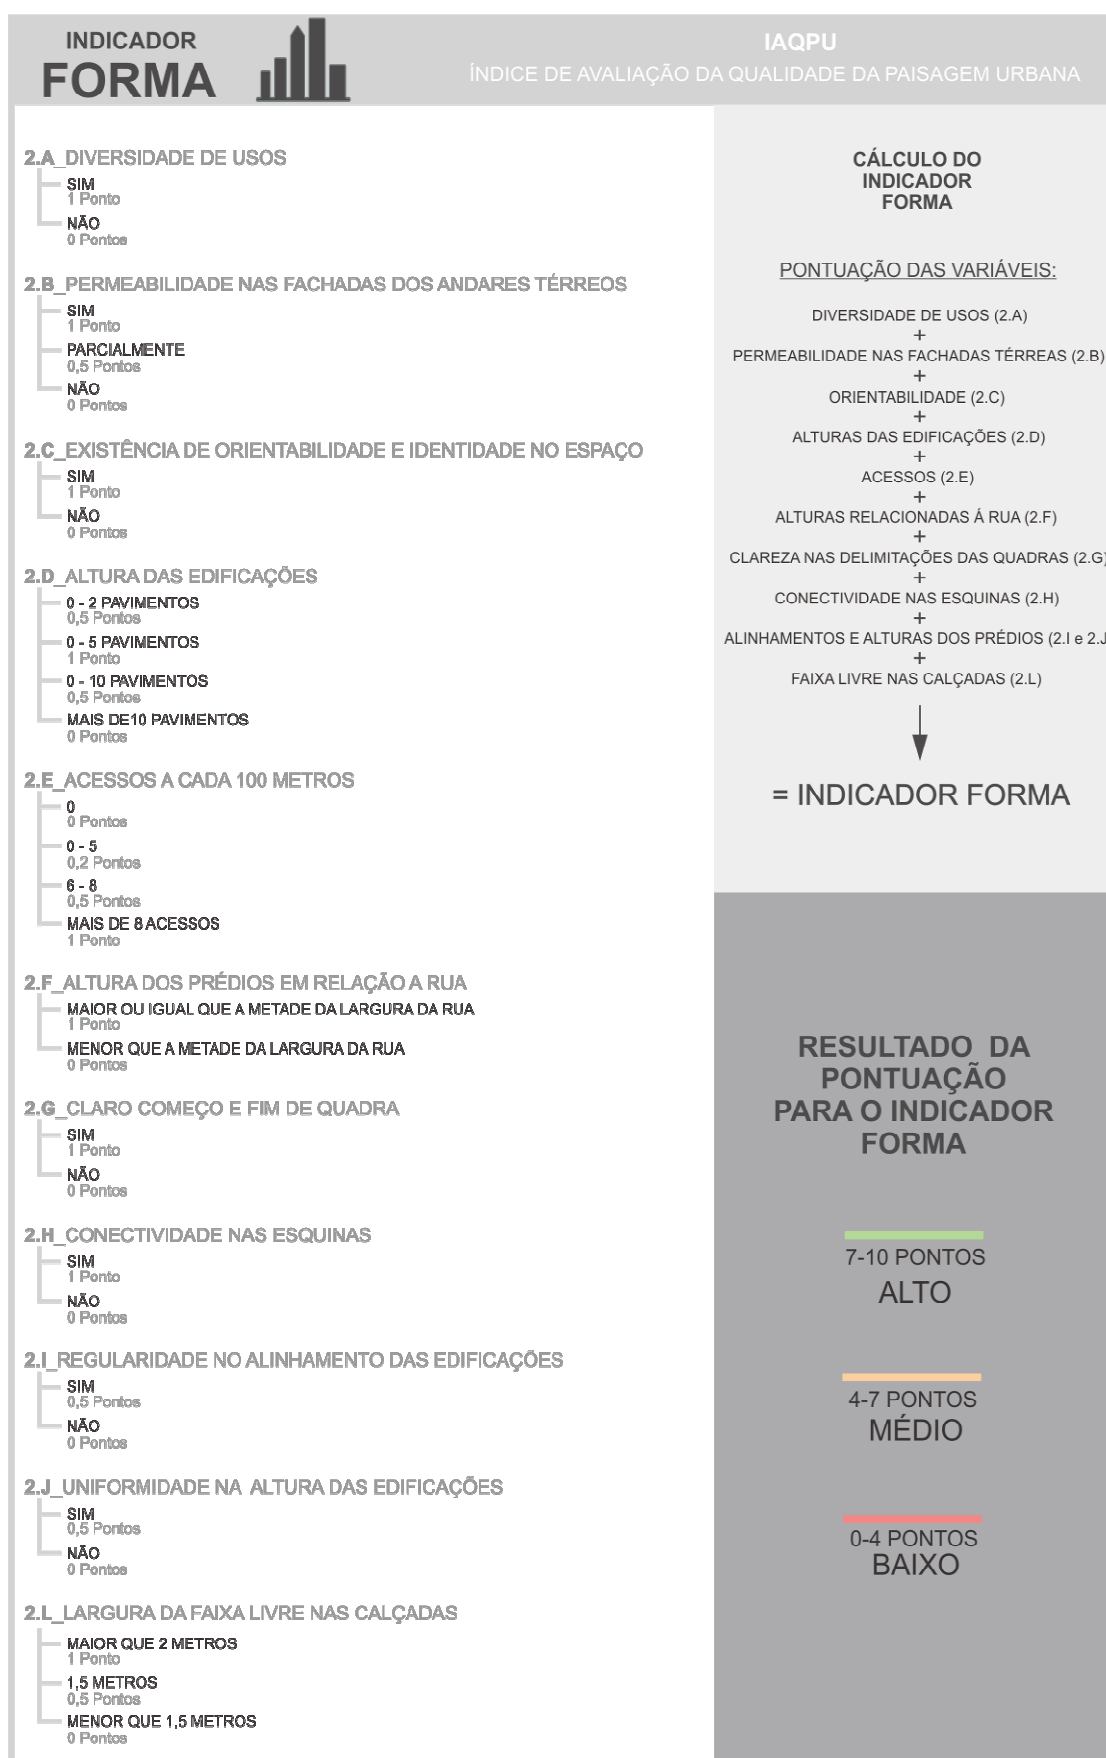 INDICADOR
FORMA
IAQPU
ÍNDICE DE AVALIAÇÃO DA QUALIDADE DA PAISAGEM URBANA
2.A_DIVERSIDADE DE USOS
SIM
1 Ponto
NÃO
0 Pontos
2.B_PERMEABILIDADE NAS FACHADAS DOS ANDARES TÉRREOS
SIM
1 Ponto
PARCIALMENTE
0,5 Pontos
NÃO
0 Pontos
2.C_EXISTÊNCIA DE ORIENTABILIDADE E IDENTIDADE NO ESPAÇO
SIM
1 Ponto
NÃO
0 Pontos
2.D_ALTURA DAS EDIFICAÇÕES
0 - 2 PAVIMENTOS
0,5 Pontos
0 - 5 PAVIMENTOS
1 Ponto
0 - 10 PAVIMENTOS
0,5 Pontos
MAIS DE10 PAVIMENTOS
0 Pontos
2.E_ACESSOS A CADA 100 METROS
0
0 Pontos
0 - 5
0,2 Pontos
6 - 8
0,5 Pontos
MAIS DE 8 ACESSOS
1 Ponto
2.F_ALTURA DOS PRÉDIOS EM RELAÇÃO A RUA
MAIOR OU IGUAL QUE A METADE DA LARGURA DA RUA
1 Ponto
MENOR QUE A METADE DA LARGURA DA RUA
0 Pontos
2.G_CLARO COMEÇO E FIM DE QUADRA
SIM
1 Ponto
NÃO
0 Pontos
2.H_CONECTIVIDADE NAS ESQUINAS
SIM
1 Ponto
NÃO
0 Pontos
2.I_REGULARIDADE NO ALINHAMENTO DAS EDIFICAÇÕES
SIM
0,5 Pontos
NÃO
0 Pontos
2.J_UNIFORMIDADE NA ALTURA DAS EDIFICAÇÕES
SIM
0,5 Pontos
NÃO
0 Pontos
2.L_LARGURA DA FAIXA LIVRE NAS CALÇADAS
MAIOR QUE 2 METROS
1 Ponto
1,5 METROS
0,5 Pontos
MENOR QUE 1,5 METROS
0 Pontos
CÁLCULO DO
INDICADOR
FORMA
PONTUAÇÃO DAS VARIÁVEIS:
DIVERSIDADE DE USOS (2.A)
+
PERMEABILIDADE NAS FACHADAS TÉRREAS (2.B)
+
ORIENTABILIDADE (2.C)
+
ALTURAS DAS EDIFICAÇÕES (2.D)
+
ACESSOS (2.E)
+
ALTURAS RELACIONADAS Á RUA (2.F)
+
CLAREZA NAS DELIMITAÇÕES DAS QUADRAS (2.G)
+
CONECTIVIDADE NAS ESQUINAS (2.H)
+
ALINHAMENTOS E ALTURAS DOS PRÉDIOS (2.I e 2.J
+
FAIXA LIVRE NAS CALÇADAS (2.L)
= INDICADOR FORMA
RESULTADO DA
PONTUAÇÃO
PARA O INDICADOR
FORMA
7-10 PONTOS
ALTO
4-7 PONTOS
MÉDIO
0-4 PONTOS
BAIXO